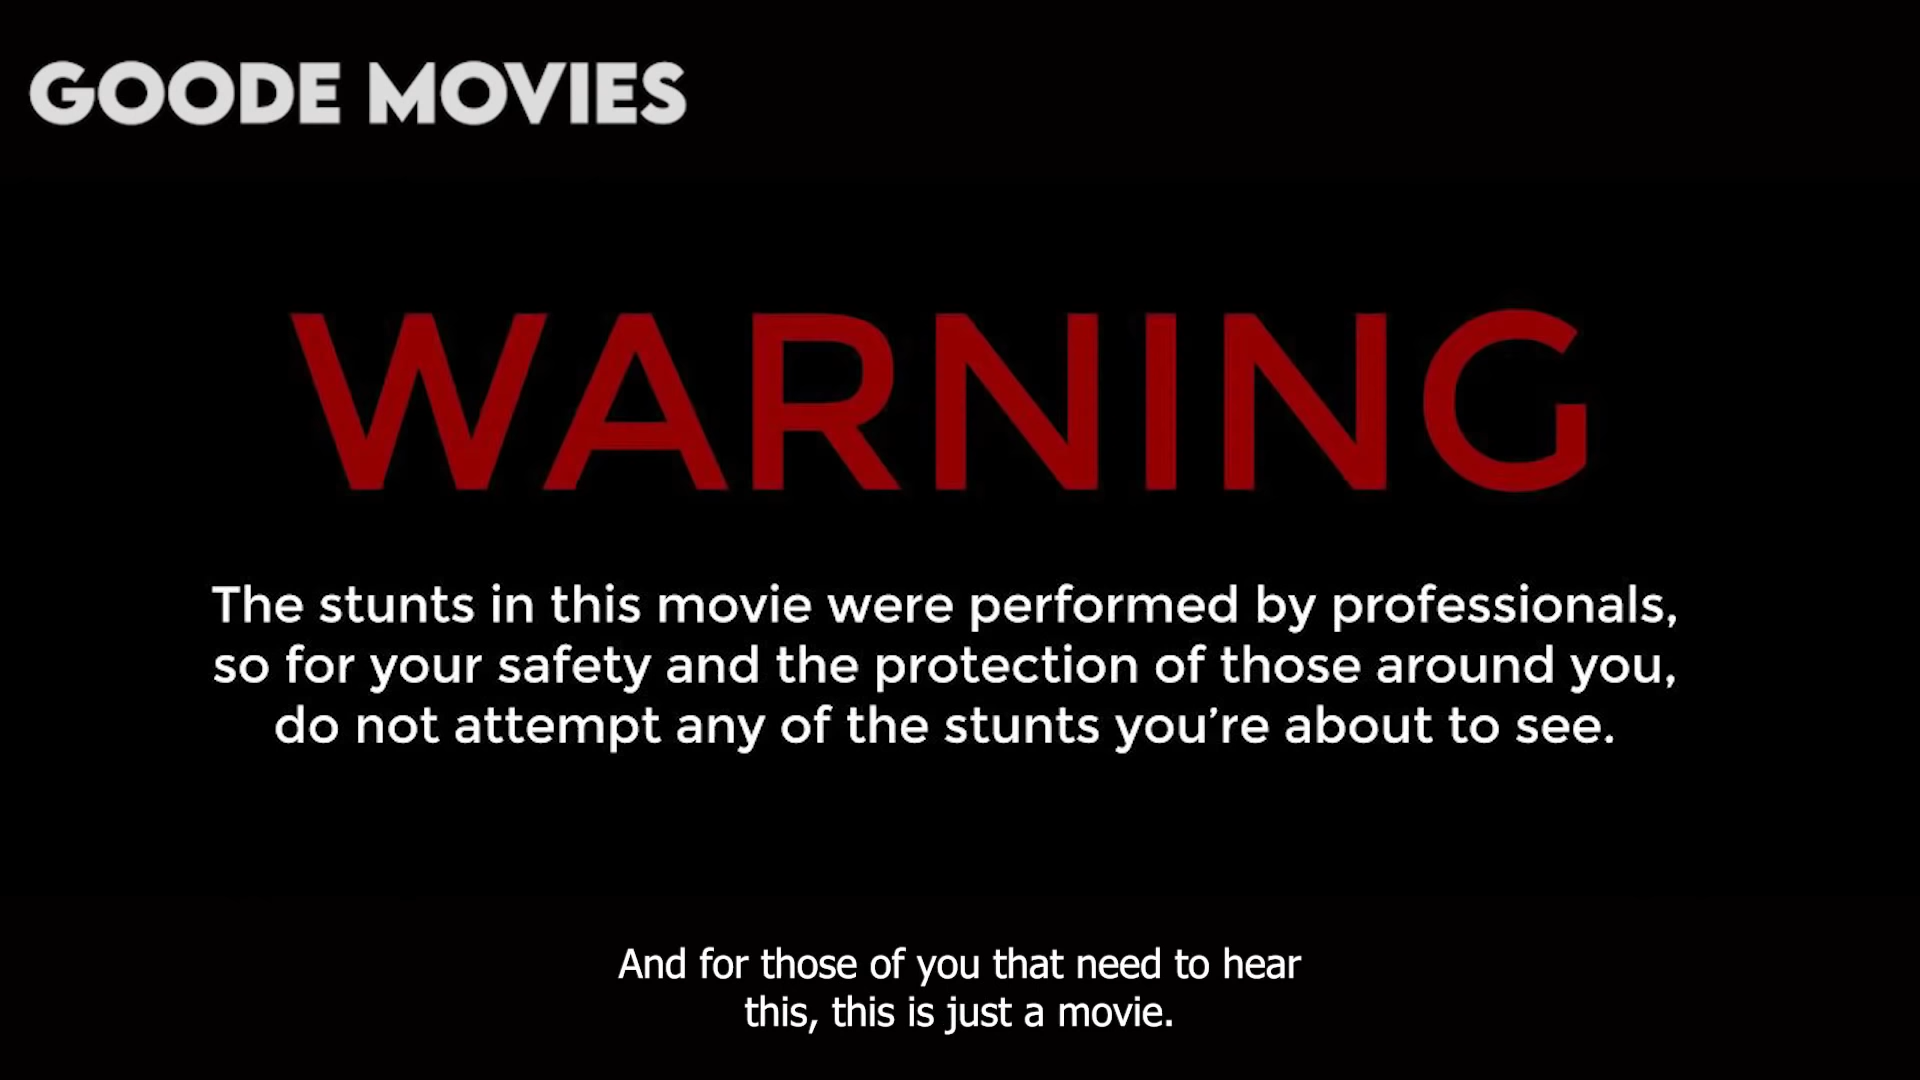 GOODE MOVIES
WARNING
The stunts in this movie were performed by professionals,
so for your safety and the protection of those around you,
do not attempt any of the stunts you’re about to see.
And for those of you that need to hear
this, this is just a movie.